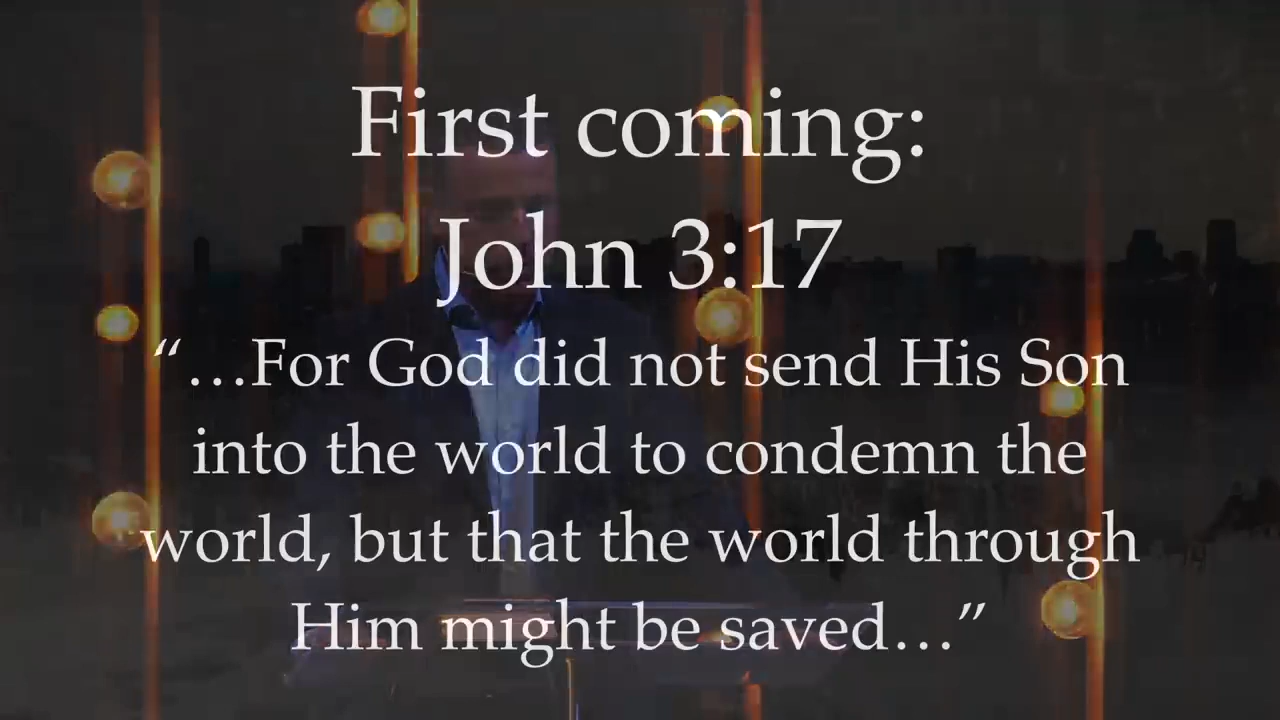 First coming:
John 3:17
“…For God did not send His Son
into the world to condemn the
world, but that the world through
Him might be saved…”